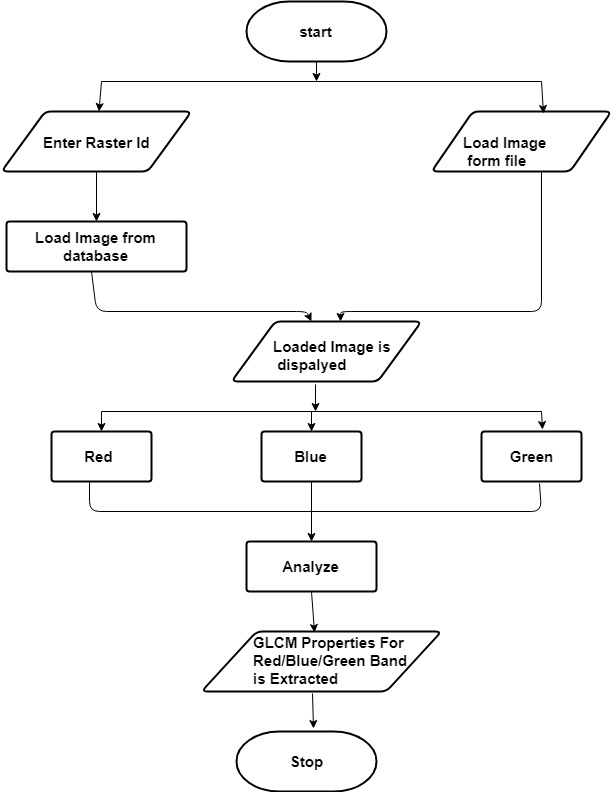 start
Enter Raster Id
Load Image
form file
Load Image from
database
Loaded Image is
dispalyed
Red
Blue
Green
Analyze
GLCM Properties For
Red/Blue/Green Band
is Extracted
Stop